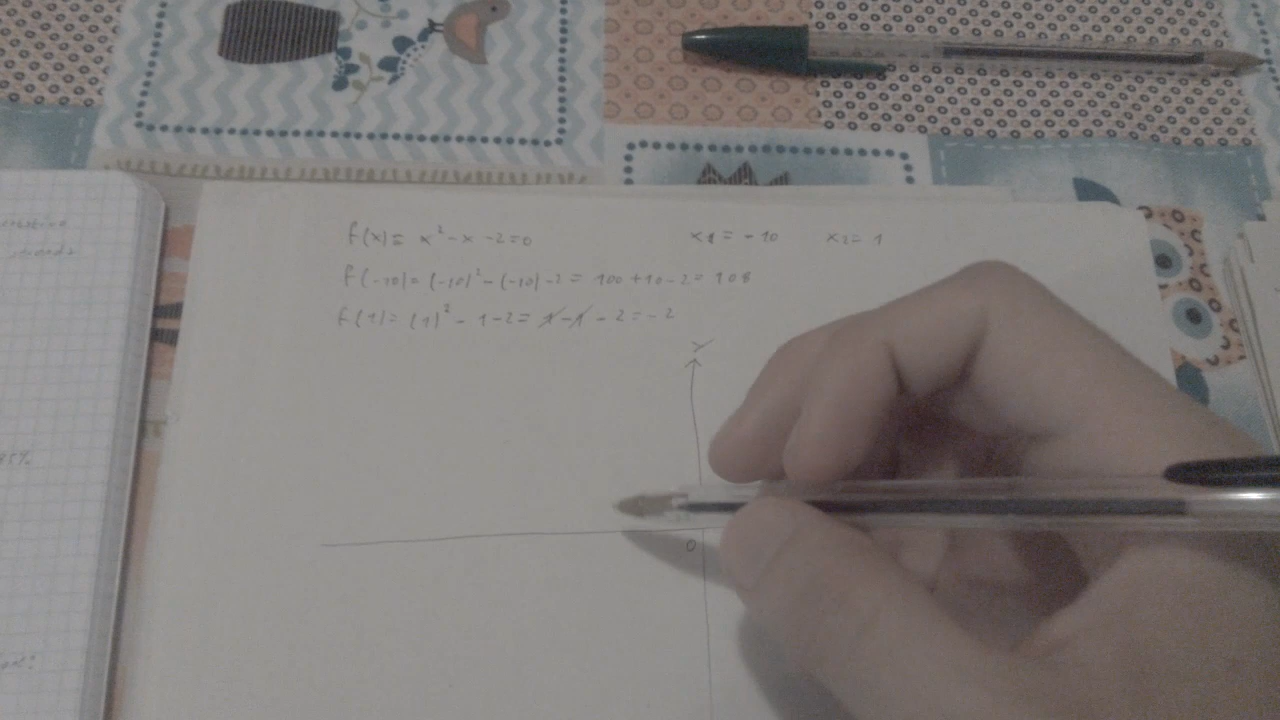 f(x)= x²-x-2=0 x1=-10 x2=1
f(-10)=(-10)²-(-10)-2= 100+10-2=108
f(1)=(1)²-1-2=1-1-2=-2
Y
0
85%